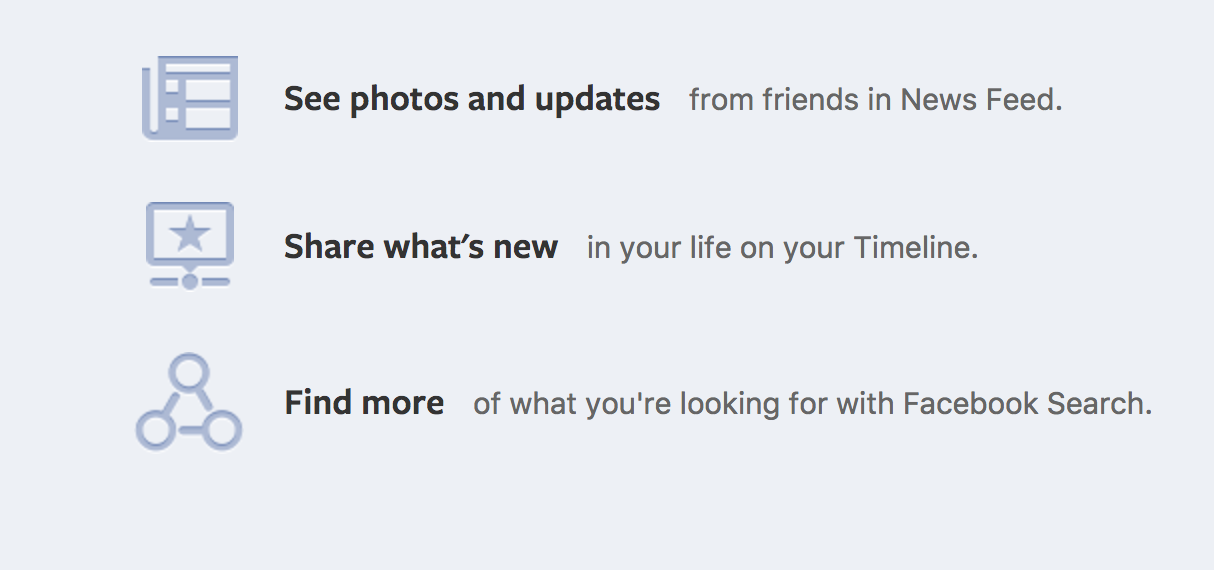 See photos and updates from friends in News Feed.
Share what's new in your life on your Timeline.
Find more of what you're looking for with Facebook Search.